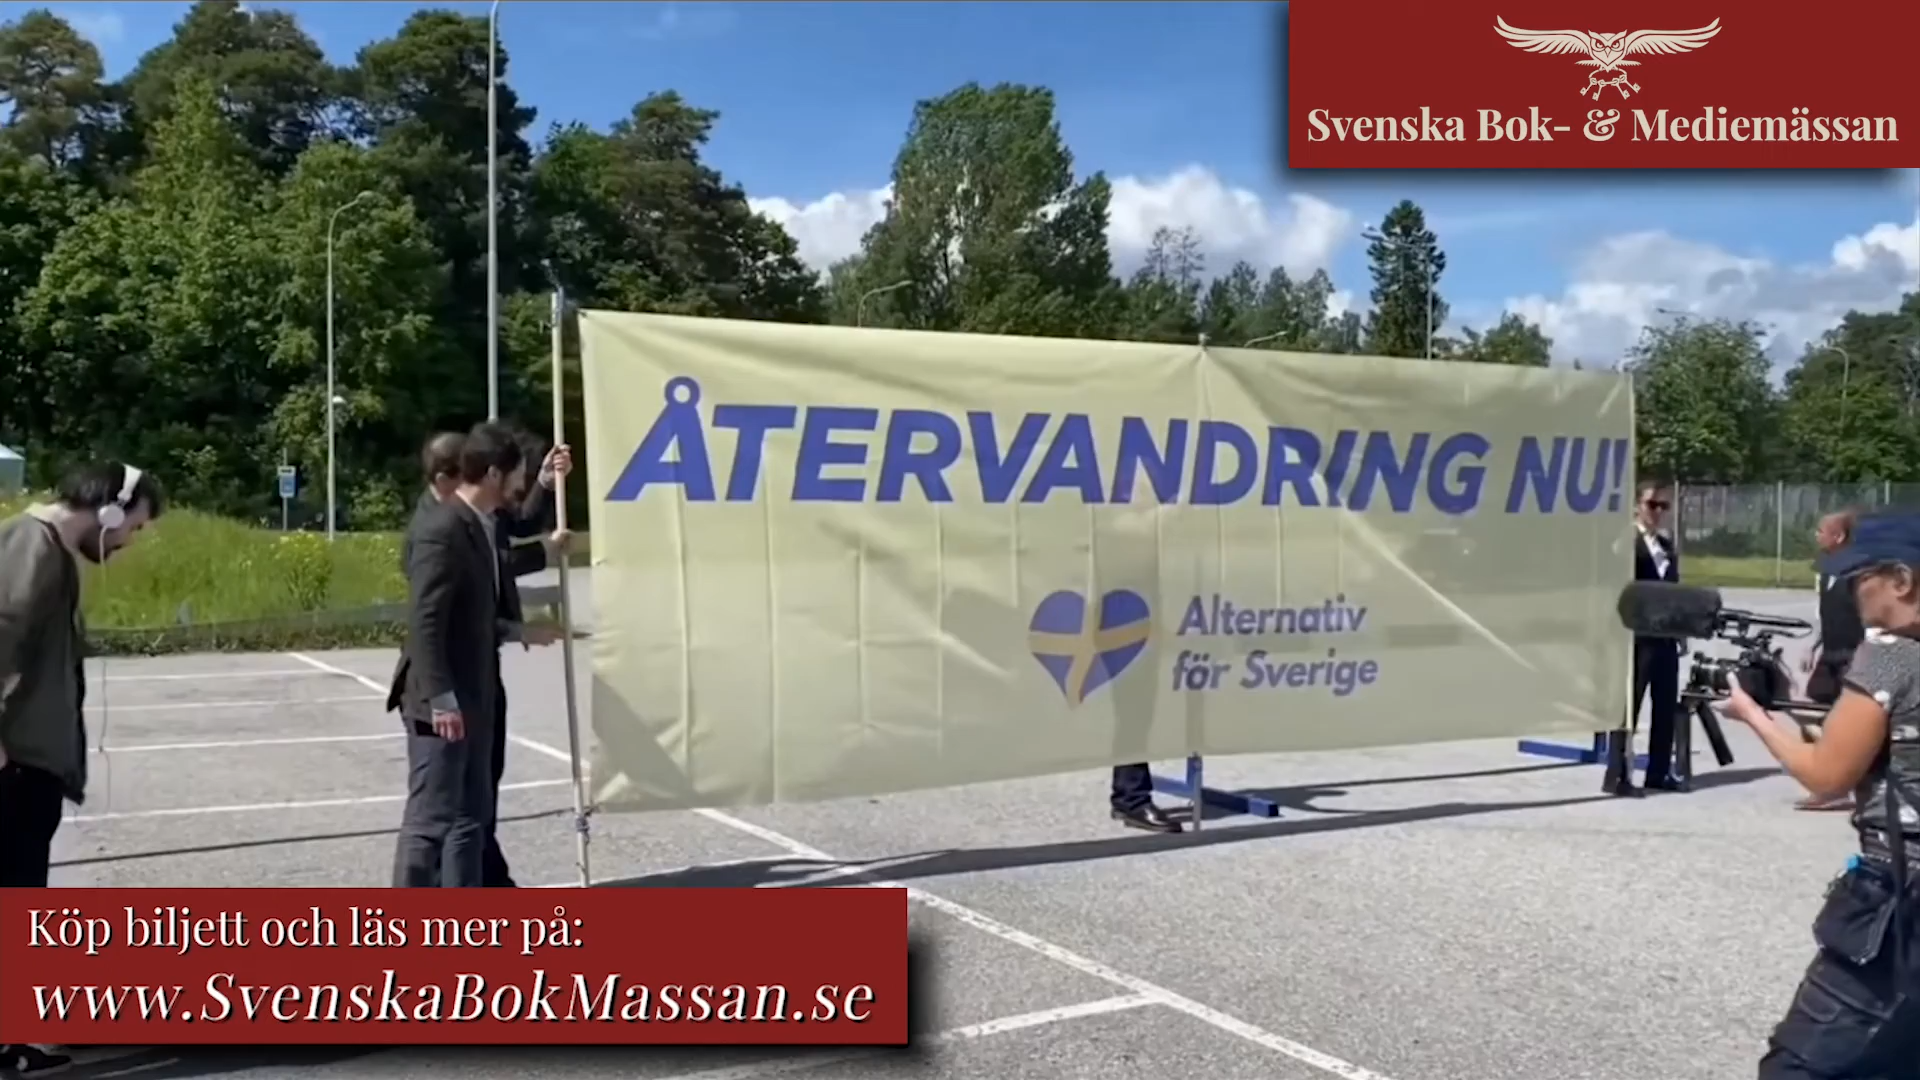 Svenska Bok- & Mediemässan
ÅTERVANDRING NU!
Alternativ
för Sverige
Köp biljett och läs mer på:
www.SvenskaBokMassan.se